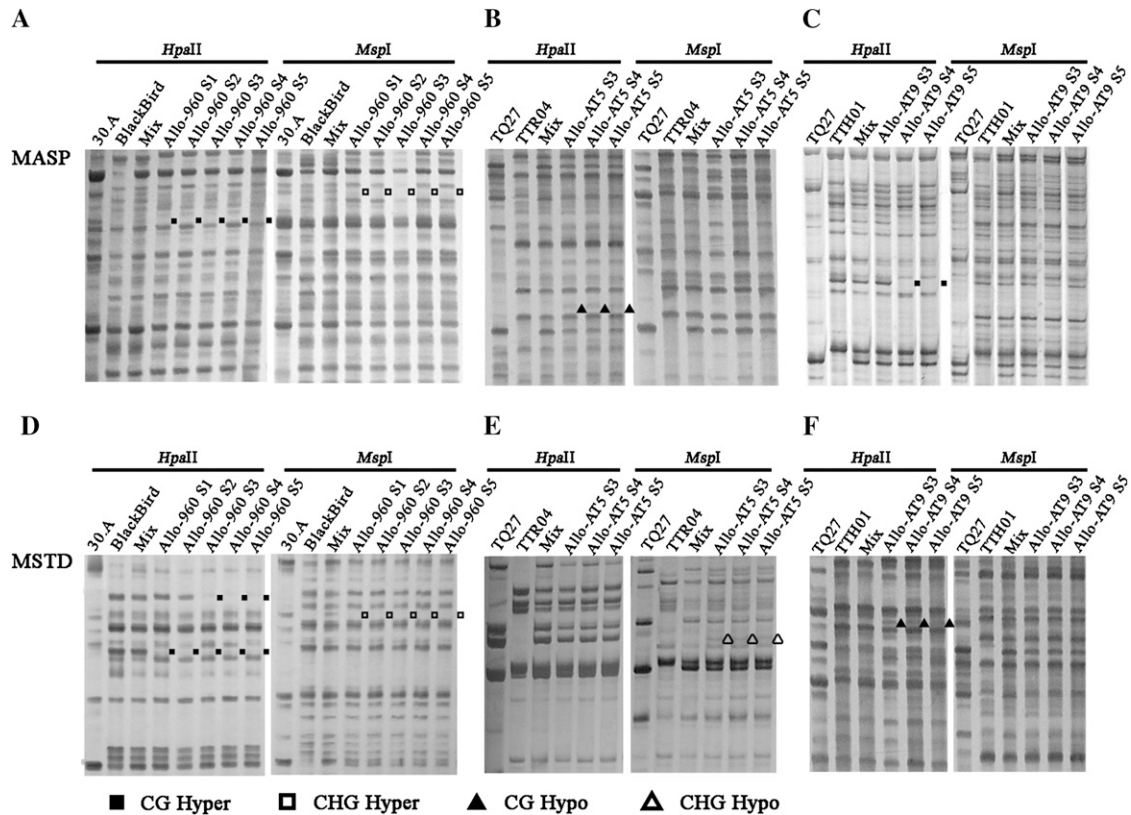 A
B
C
HpaII
MspI
HpaII
MspI
HpaII
MspI
30.A
BlackBird
Mix
Allo-960 S1
Allo-960 S2
Allo-960 S3
Allo-960 S4
Allo-960 S5
30.A
BlackBird
Mix
Allo-960 S1
Allo-960 S2
Allo-960 S3
Allo-960 S4
Allo-960 S5
TQ27
TTR04
Mix
Allo-AT5 S3
Allo-AT5 S4
Allo-AT5 S5
TQ27
TTR04
Mix
Allo-AT5 S3
Allo-AT5 S4
Allo-AT5 S5
TQ27
TTH01
Mix
Allo-AT9 S3
Allo-AT9 S4
Allo-AT9 S5
TQ27
TTH01
Mix
Allo-AT9 S3
Allo-AT9 S4
Allo-AT9 S5
MASP
D
E
F
HpaII
MspI
HpaII
MspI
HpaII
MspI
30.A
BlackBird
Mix
Allo-960 S1
Allo-960 S2
Allo-960 S3
Allo-960 S4
Allo-960 S5
30.A
BlackBird
Mix
Allo-960 S1
Allo-960 S2
Allo-960 S3
Allo-960 S4
Allo-960 S5
TQ27
TTR04
Mix
Allo-AT5 S3
Allo-AT5 S4
Allo-AT5 S5
TQ27
TTR04
Mix
Allo-AT5 S3
Allo-AT5 S4
Allo-AT5 S5
TQ27
TTH01
Mix
Allo-AT9 S3
Allo-AT9 S4
Allo-AT9 S5
TQ27
TTH01
Mix
Allo-AT9 S3
Allo-AT9 S4
Allo-AT9 S5
MSTD
CG Hyper
CHG Hyper
CG Hypo
CHG Hypo